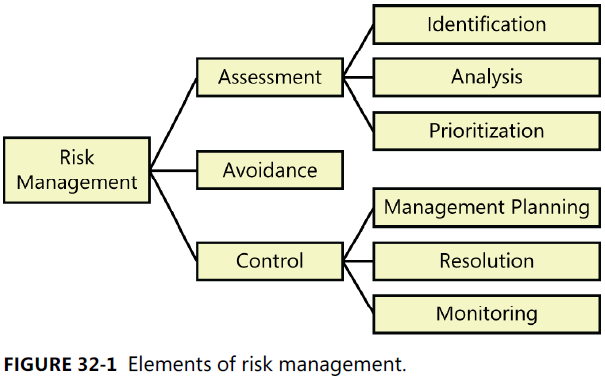 Risk
Management
Assessment
Avoidance
Control
Identification
Analysis
Prioritization
Management Planning
Resolution
Monitoring
FIGURE 32-1 Elements of risk management.